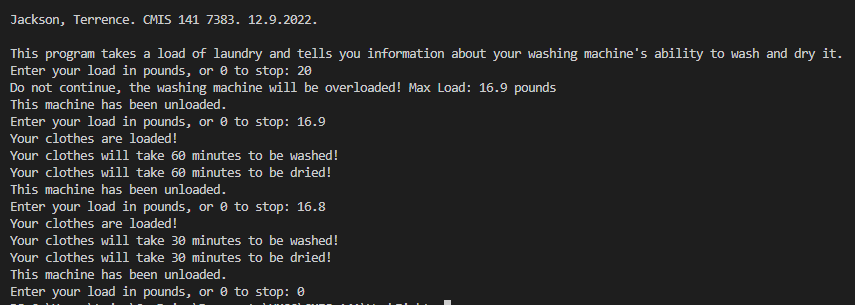 Jackson, Terrence. CMIS 141 7383. 12.9.2022.
This program takes a load of laundry and tells you information about your washing machine's ability to wash and dry it.
Enter your load in pounds, or 0 to stop: 20
Do not continue, the washing machine will be overloaded! Max Load: 16.9 pounds
This machine has been unloaded.
Enter your load in pounds, or 0 to stop: 16.9
Your clothes are loaded!
Your clothes will take 60 minutes to be washed!
Your clothes will take 60 minutes to be dried!
This machine has been unloaded.
Enter your load in pounds, or 0 to stop: 16.8
Your clothes are loaded!
Your clothes will take 30 minutes to be washed!
Your clothes will take 30 minutes to be dried!
This machine has been unloaded.
Enter your load in pounds, or 0 to stop: 0